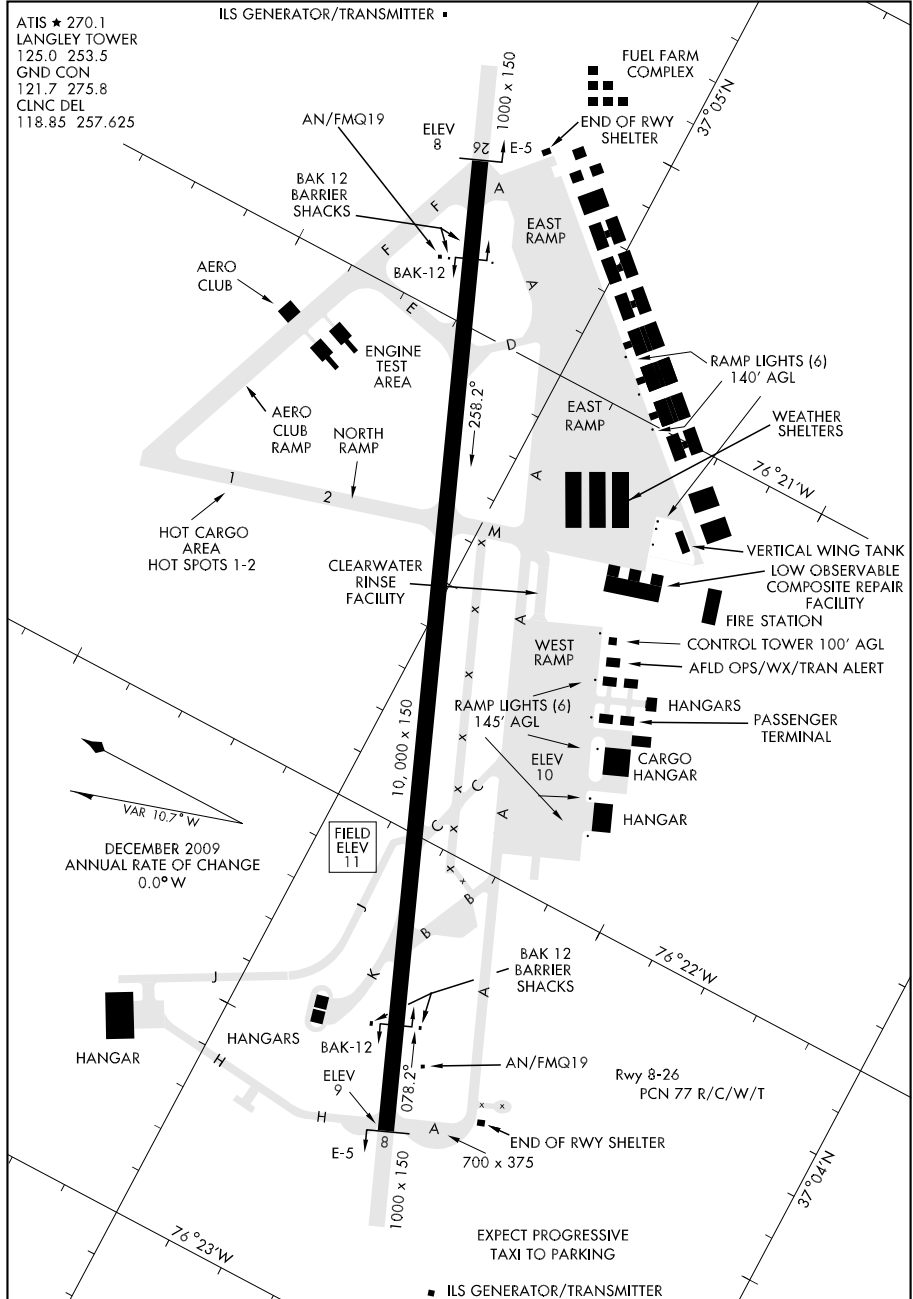 ATIS ★ 270.1
LANGLEY TOWER
125.0 253.5
GND CON
121.7 275.8
CLNC DEL
118.85 257.625
ILS GENERATOR/TRANSMITTER
FUEL FARM
COMPLEX
37°05'N
1000 x 150
END OF RWY
SHELTER
AN/FMQ19
ELEV
8
26
E-5
BAK 12
BARRIER
SHACKS
A
F
F
EAST
RAMP
BAK-12
A
AERO
CLUB
E
D
ENGINE
TEST
AREA
RAMP LIGHTS (6)
140' AGL
258.2°
AERO
CLUB
RAMP
NORTH
RAMP
EAST
RAMP
WEATHER
SHELTERS
A
76°21'W
1
2
HOT CARGO
AREA
HOT SPOTS 1-2
M
x
VERTICAL WING TANK
CLEARWATER
RINSE
FACILITY
LOW OBSERVABLE
COMPOSITE REPAIR
FACILITY
x
A
FIRE STATION
WEST
RAMP
CONTROL TOWER 100' AGL
AFLD OPS/WX/TRAN ALERT
x
RAMP LIGHTS (6)
145' AGL
HANGARS
PASSENGER
TERMINAL
x
10,000 x 150
ELEV
10
CARGO
HANGAR
x
C
A
VAR 10.7° W
HANGAR
C
x
DECEMBER 2009
ANNUAL RATE OF CHANGE
0.0° W
FIELD
ELEV
11
x
x
B
J
B
76°22'W
K
BAK 12
BARRIER
SHACKS
J
A
HANGAR
HANGARS
BAK-12
H
AN/FMQ19
ELEV
9
078.2°
Rwy 8-26
PCN 77 R/C/W/T
x x
H
A
END OF RWY SHELTER
E-5
8
700 x 375
1000 x 150
37°04'N
76°23'W
EXPECT PROGRESSIVE
TAXI TO PARKING
ILS GENERATOR/TRANSMITTER